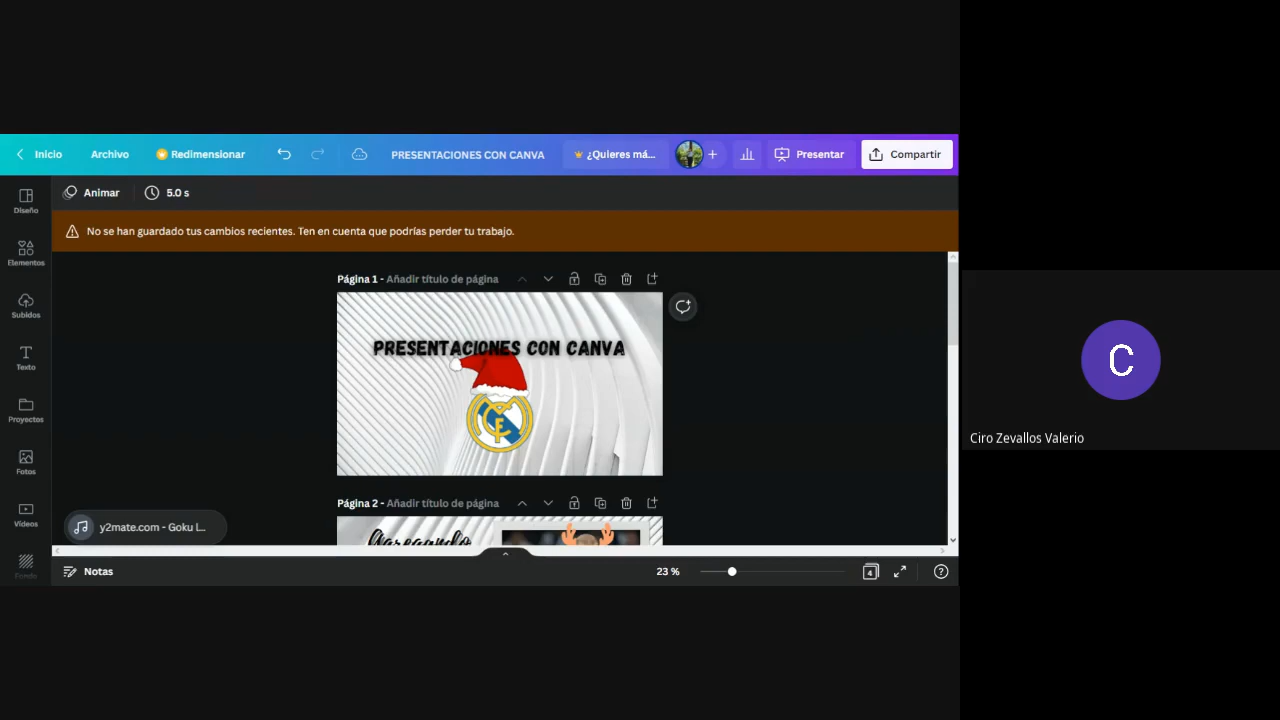 Inicio
Archivo
Redimensionar
PRESENTACIONES CON CANVA
¿Quieres má...
Presentar
Compartir
Diseño
Animar
5.0 s
No se han guardado tus cambios recientes. Ten en cuenta que podrías perder tu trabajo.
Elementos
Subidos
Texto
Proyectos
Fotos
Vídeos
Fondo
Página 1 - Añadir título de página
PRESENTACIONES CON CANVA
Página 2 - Añadir título de página
y2mate.com - Goku L...
Notas
23 %
4
C
Ciro Zevallos Valerio